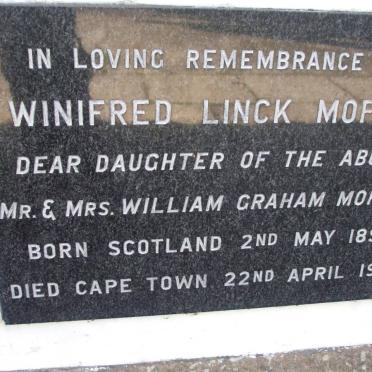 IN LOVING REMEMBRANCE
WINIFRED LINCK
DEAR DAUGHTER OF THE
MR. & MRS. WILLIAM GRAHAM
BORN SCOTLAND 2ND MAY
DIED CAPE TOWN 22ND APRIL